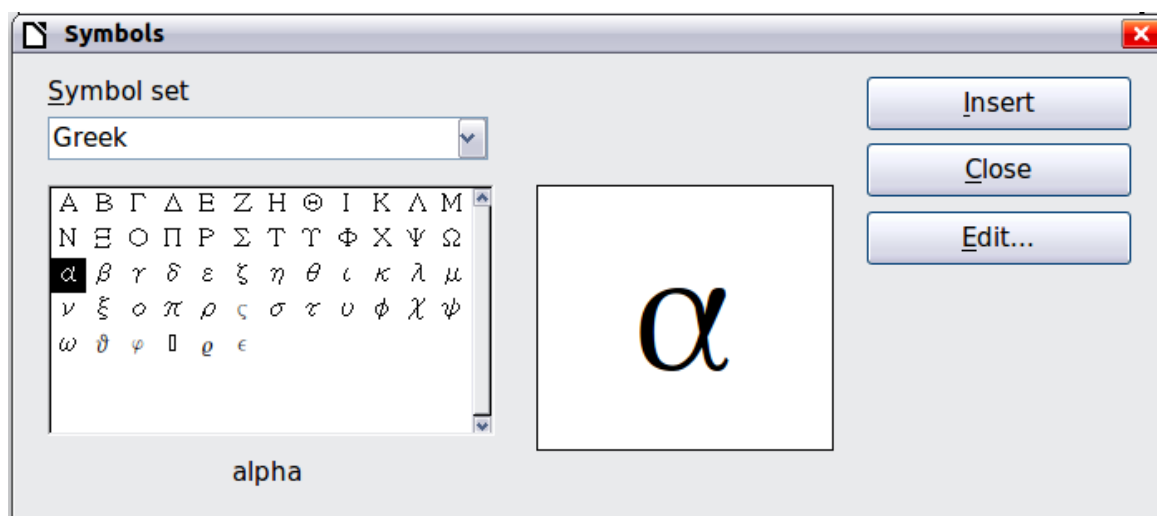 Symbols
Symbol set
Greek
Α Β Γ Δ Ε Ζ Η Θ Ι Κ Λ Μ
Ν Ξ Ο Π Ρ Σ Τ Υ Φ Χ Ψ Ω
α β γ δ ε ζ η θ ι κ λ μ
ν ξ ο π ρ ς σ τ υ φ χ ψ
ω ϑ φ ▯ ϱ ϵ
α
alpha
Insert
Close
Edit...